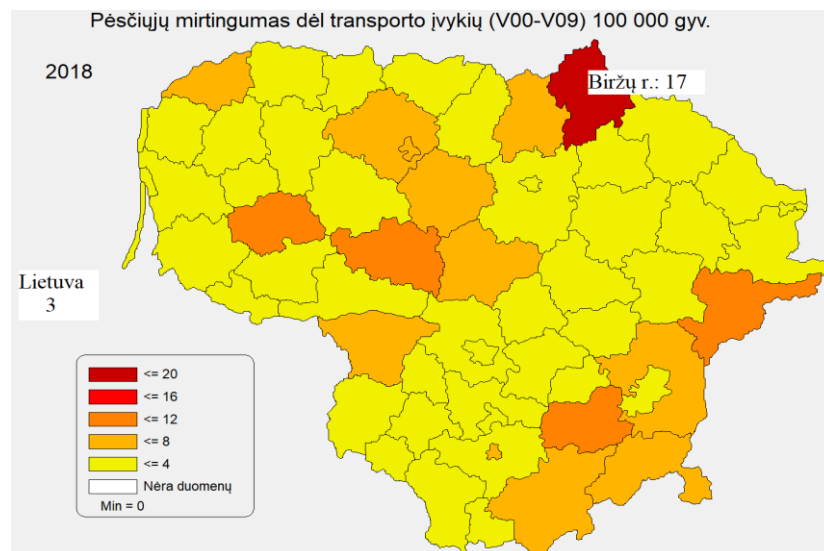 Pėsčiųjų mirtingumas dėl transporto įvykių (V00-V09) 100 000 gyv.
2018
Biržų r.: 17
Lietuva
3
<= 20
<= 16
<= 12
<= 8
<= 4
Nėra duomenų
Min = 0